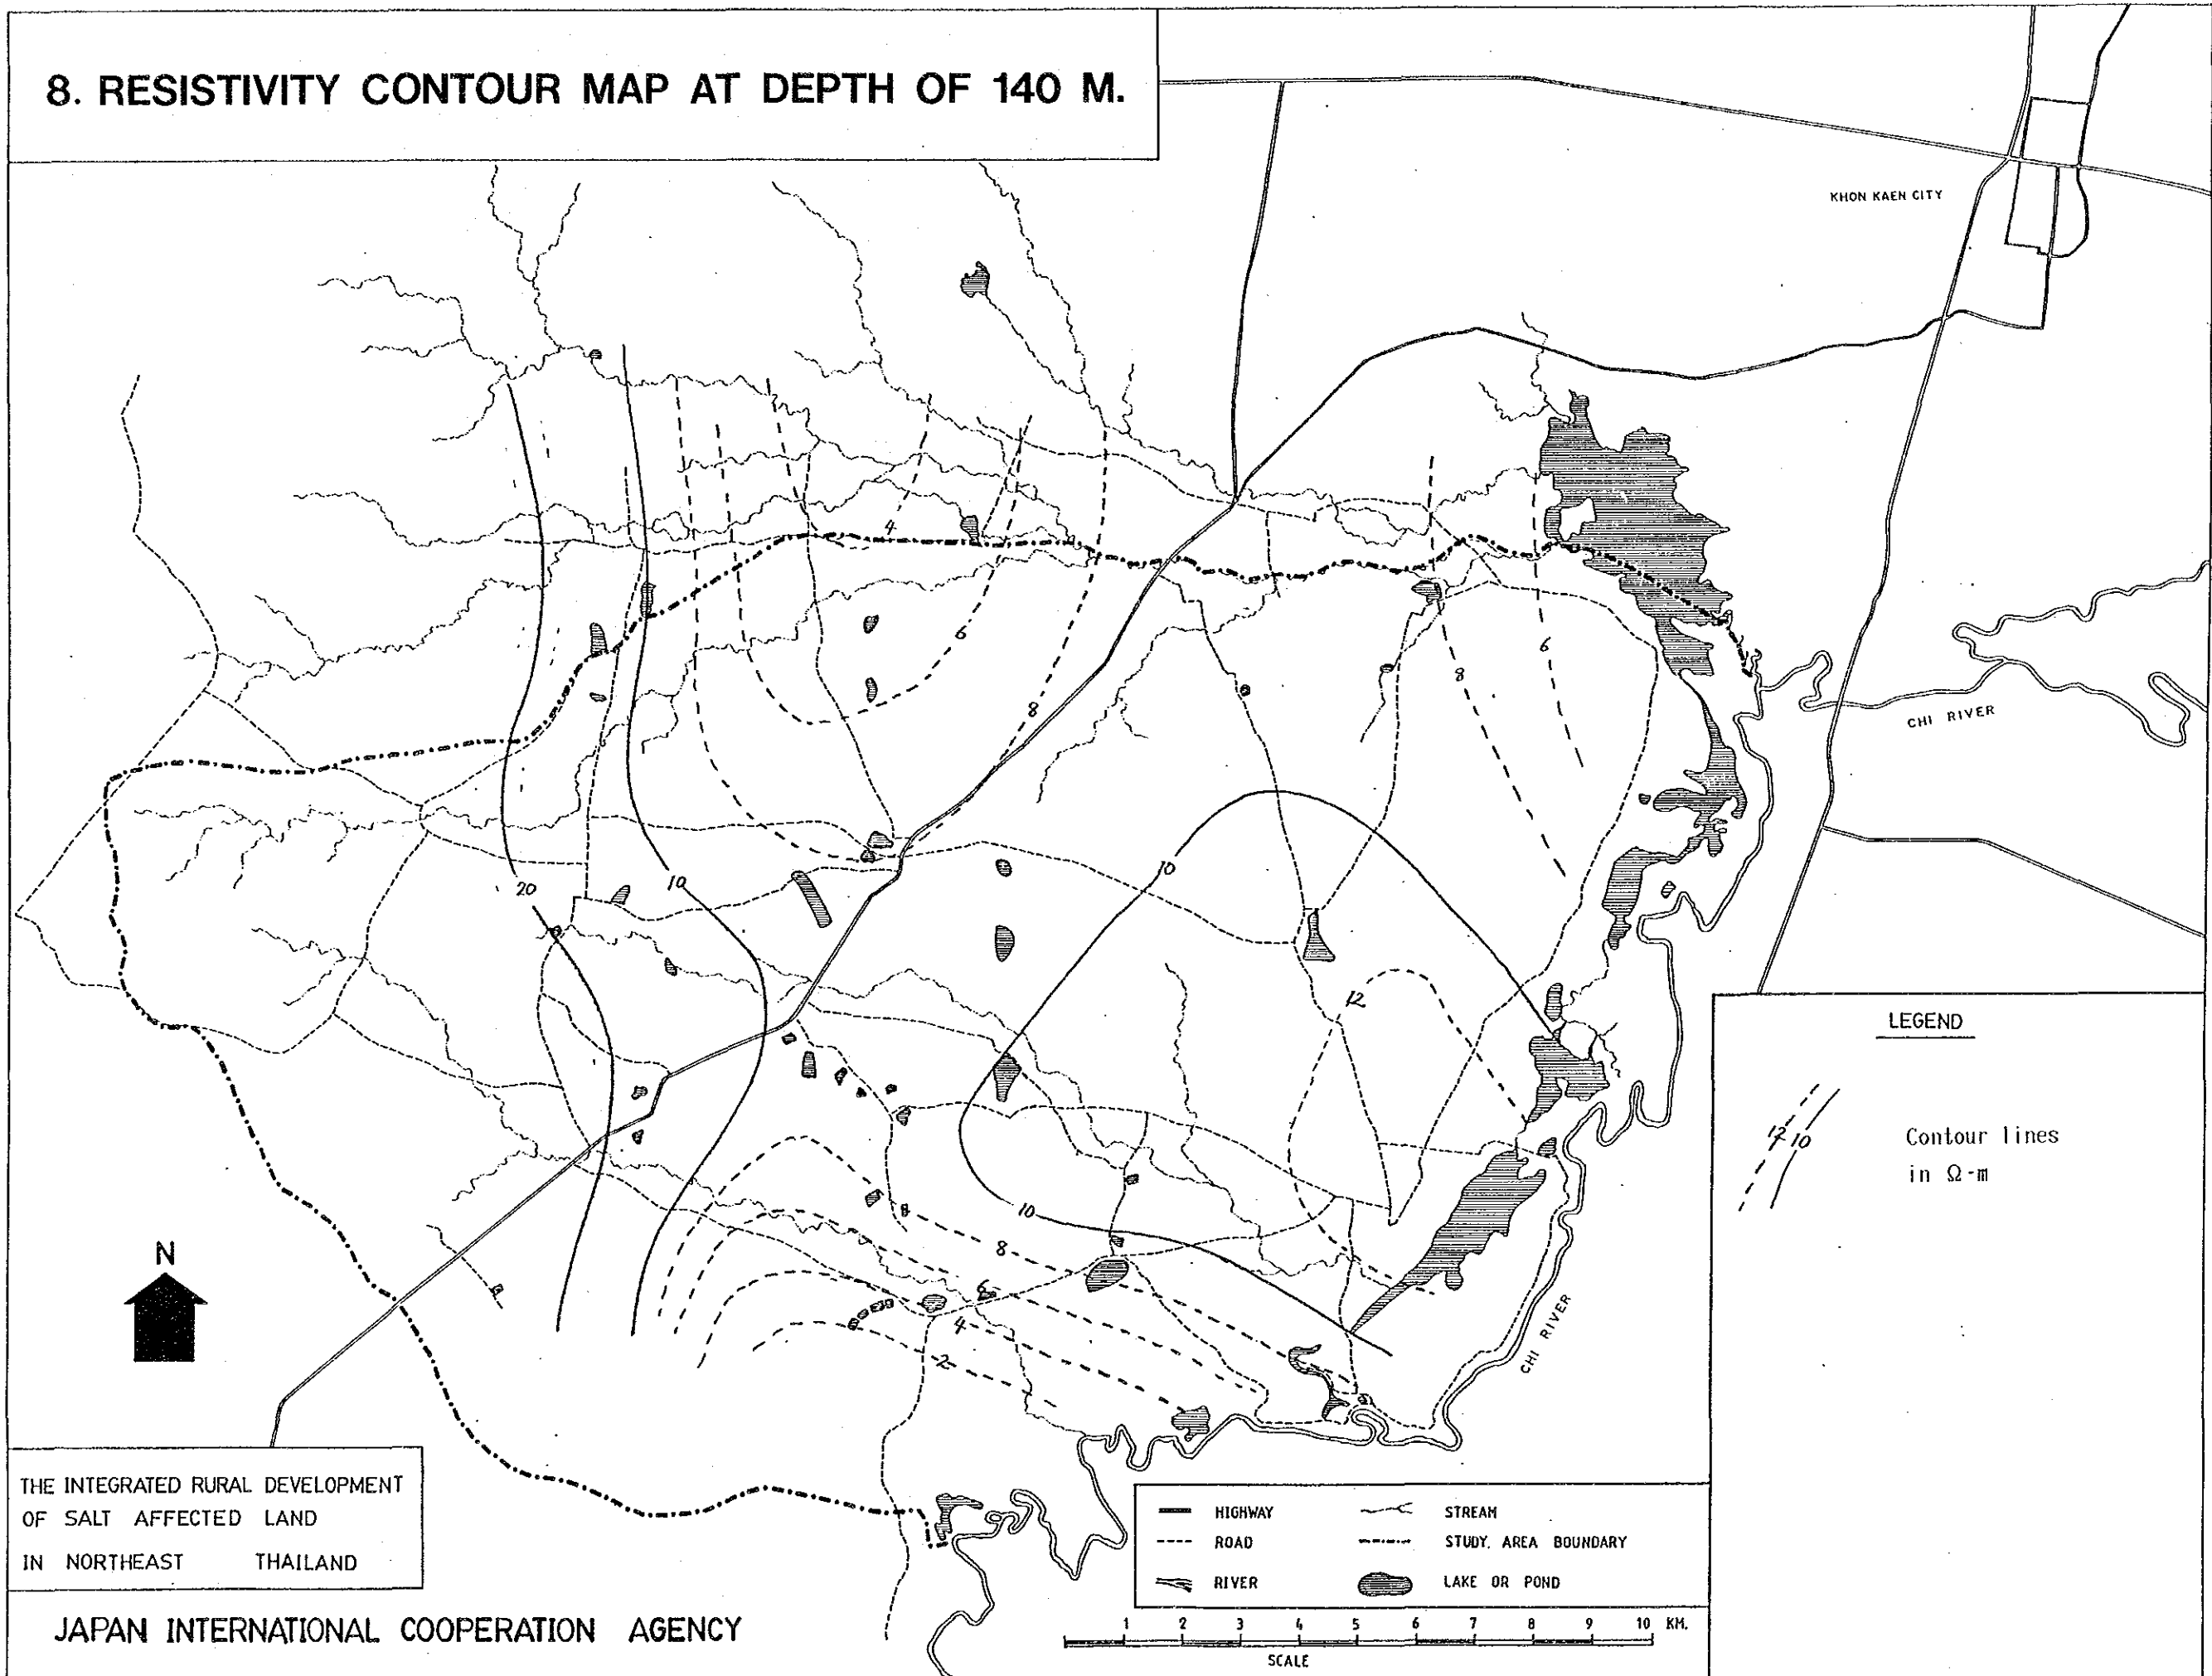 8. RESISTIVITY CONTOUR MAP AT DEPTH OF 140 M.
KHON KAEN CITY
4
6
6
8
8
CHI RIVER
20
10
10
12
10
8
8
6
4
2
CHI RIVER
N
LEGEND
12 10
Contour lines
in Ω-m
THE INTEGRATED RURAL DEVELOPMENT
OF SALT AFFECTED LAND
IN NORTHEAST THAILAND
JAPAN INTERNATIONAL COOPERATION AGENCY
HIGHWAY
ROAD
RIVER
STREAM
STUDY. AREA BOUNDARY
LAKE OR POND
1 2 3 4 5 6 7 8 9 10 KM.
SCALE